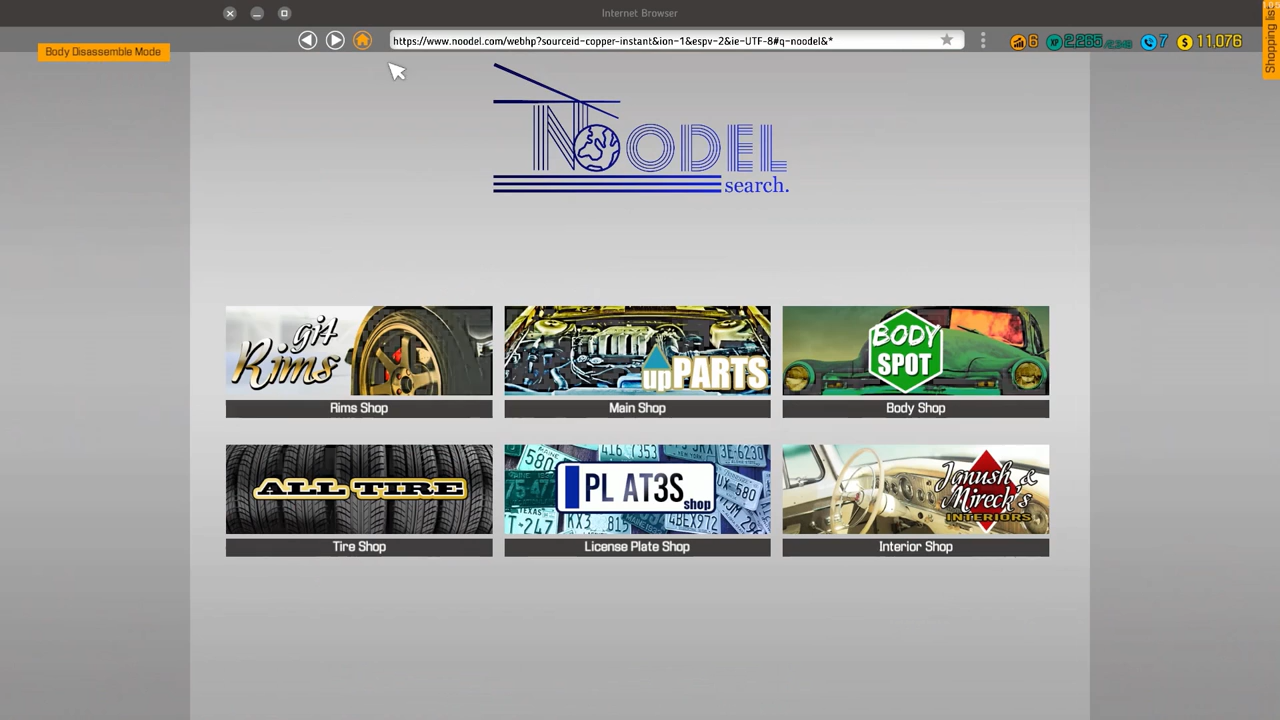 Internet Browser
Body Disassemble Mode
https://www.noodel.com/webhp?sourceid-copper-instant&ion-1&espv-2&ie-UTF-8#q-noodel&*
6
XP 2,265
7
$ 11,076
Shopping list
NOODEL
search.
gj4
Rims
upPARTS
BODY
SPOT
Rims Shop
Main Shop
Body Shop
ALL TIRE
PL AT3S
shop
Janush &
Mireck's
INTERIORS
Tire Shop
License Plate Shop
Interior Shop